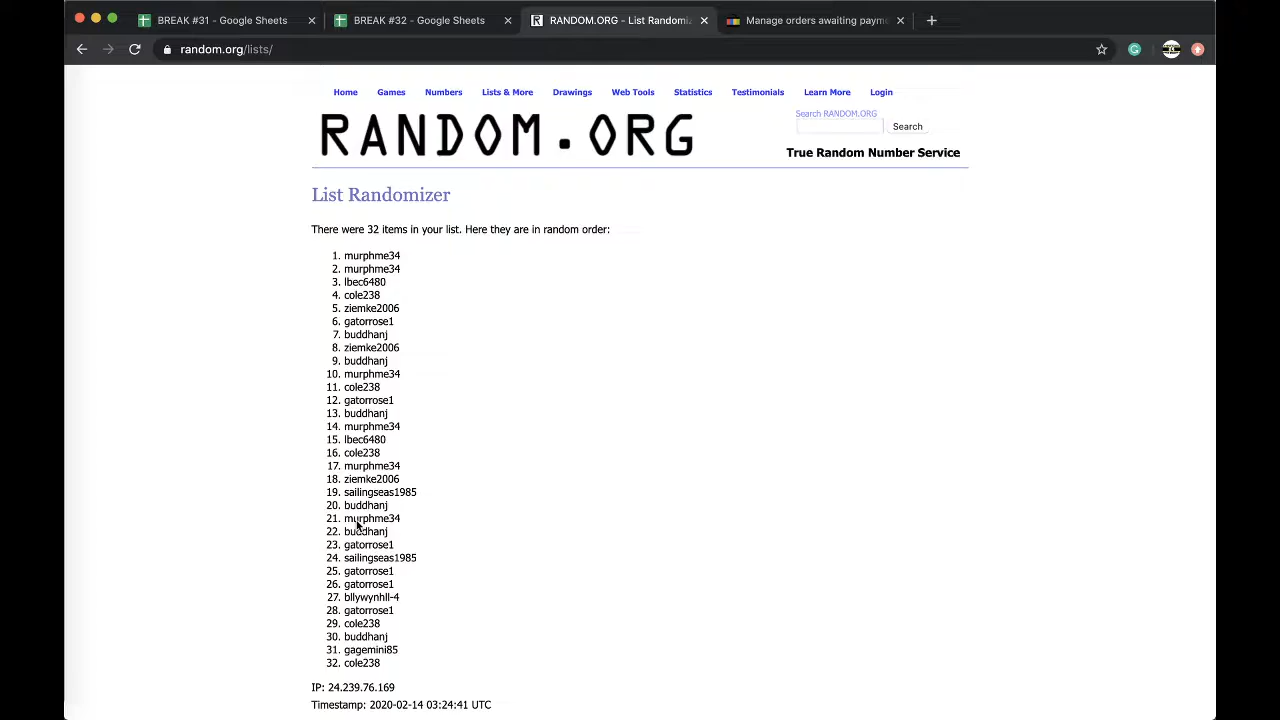 BREAK #31 - Google Sheets
BREAK #32 - Google Sheets
RANDOM.ORG - List Randomiz
Manage orders awaiting payme
random.org/lists/
Home Games Numbers Lists & More Drawings Web Tools Statistics Testimonials Learn More Login
Search RANDOM.ORG
Search
RANDOM.ORG
True Random Number Service
List Randomizer
There were 32 items in your list. Here they are in random order:
1. murphme34
2. murphme34
3. lbec6480
4. cole238
5. ziemke2006
6. gatorrose1
7. buddhanj
8. ziemke2006
9. buddhanj
10. murphme34
11. cole238
12. gatorrose1
13. buddhanj
14. murphme34
15. lbec6480
16. cole238
17. murphme34
18. ziemke2006
19. sailingseas1985
20. buddhanj
21. murphme34
22. buddhanj
23. gatorrose1
24. sailingseas1985
25. gatorrose1
26. gatorrose1
27. bllywynhll-4
28. gatorrose1
29. cole238
30. buddhanj
31. gagemini85
32. cole238
IP: 24.239.76.169
Timestamp: 2020-02-14 03:24:41 UTC